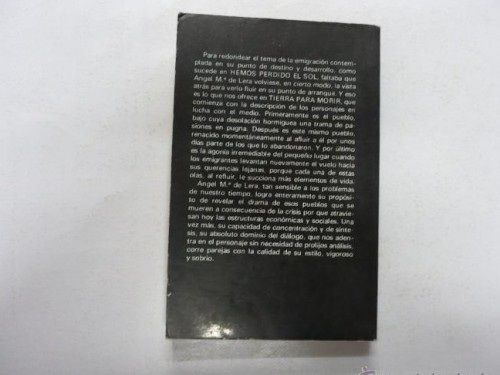 Para redondear el tema de la emigración contem-
plada en su punto de destino y desarrollo, como
sucede en HEMOS PERDIDO EL SOL, faltaba que
Angel M.ª de Lera volviese, en cierto modo, la vista
atrás para verlo fluir en su punto de arranque. Y eso
es lo que nos ofrece en TIERRA PARA MORIR, que
comienza con la descripción de los personajes en
lucha con el medio. Primeramente es el pueblo,
bajo cuya desolación hormiguea una trama de pa-
siones en pugna. Después es este mismo pueblo,
renacido momentáneamente al afluir a él por unos
días parte de los que lo abandonaron. Y por último
es la agonía irremediable del pequeño lugar cuando
los emigrantes levantan nuevamente el vuelo hacia
sus querencias lejanas, porque cada una de estas
olas, al refluir, le succiona más elementos de vida.
Angel M.ª de Lera, tan sensible a los problemas
de nuestro tiempo, logra enteramente su propósi-
to de revelar el drama de esos pueblos que se
mueren a consecuencia de la crisis por que atravie-
san hoy las estructuras económicas y sociales. Una
vez más, su capacidad de concentración y de sínte-
sis, su absoluto dominio del diálogo, que nos aden-
tra en el personaje sin necesidad de prolijos análisis,
corre parejas con la calidad de su estilo, vigoroso
y sobrio.